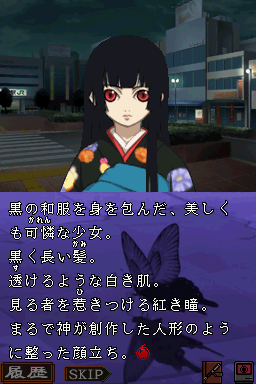 JR
黒の和服を身を包んだ、美しく
も可憐な少女。
黒く長い髪。
透けるような白き肌。
見る者を惹きつける紅き瞳。
まるで神が創作した人形のよう
に整った顔立ち。
履歴 SKIP